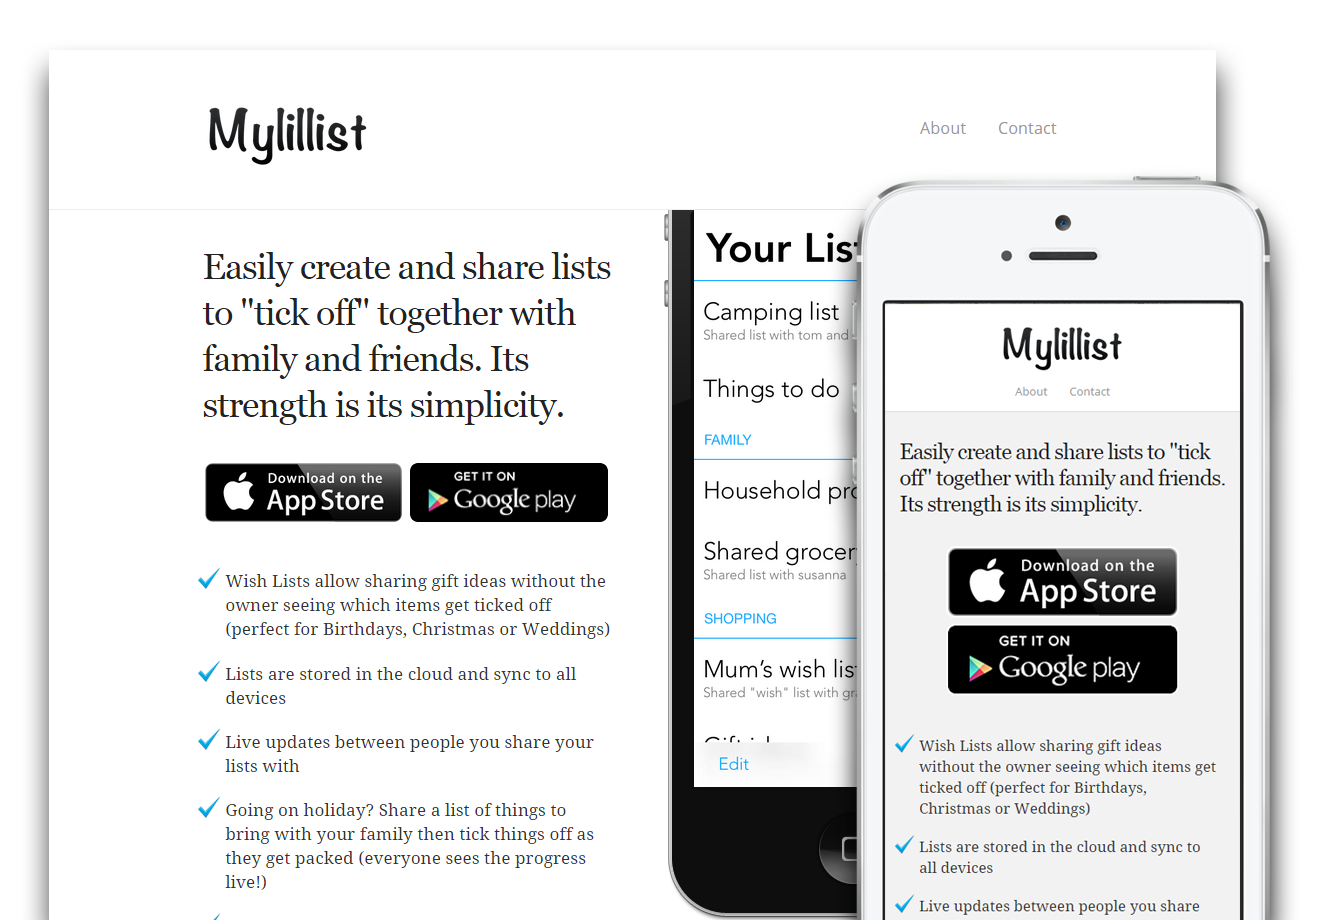 Mylillist
About
Contact
Easily create and share lists
to "tick off" together with
family and friends. Its
strength is its simplicity.
Download on the
App Store
GET IT ON
Google play
Wish Lists allow sharing gift ideas without the
owner seeing which items get ticked off
(perfect for Birthdays, Christmas or Weddings)
Lists are stored in the cloud and sync to all
devices
Live updates between people you share your
lists with
Going on holiday? Share a list of things to
bring with your family then tick things off as
they get packed (everyone sees the progress
live!)
Your
Camping list
Shared list with tom and
Things to do
FAMILY
Household
Shared
Shared list with susanna
SHOPPING
Mum's wish
Shared "wish" list with
Edit
Mylillist
About
Contact
Easily create and share lists to "tick
off" together with family and friends.
Its strength is its simplicity.
Download on the
App Store
GET IT ON
Google play
Wish Lists allow sharing gift ideas
without the owner seeing which items get
ticked off (perfect for Birthdays,
Christmas or Weddings)
Lists are stored in the cloud and sync to
all devices
Live updates between people you share